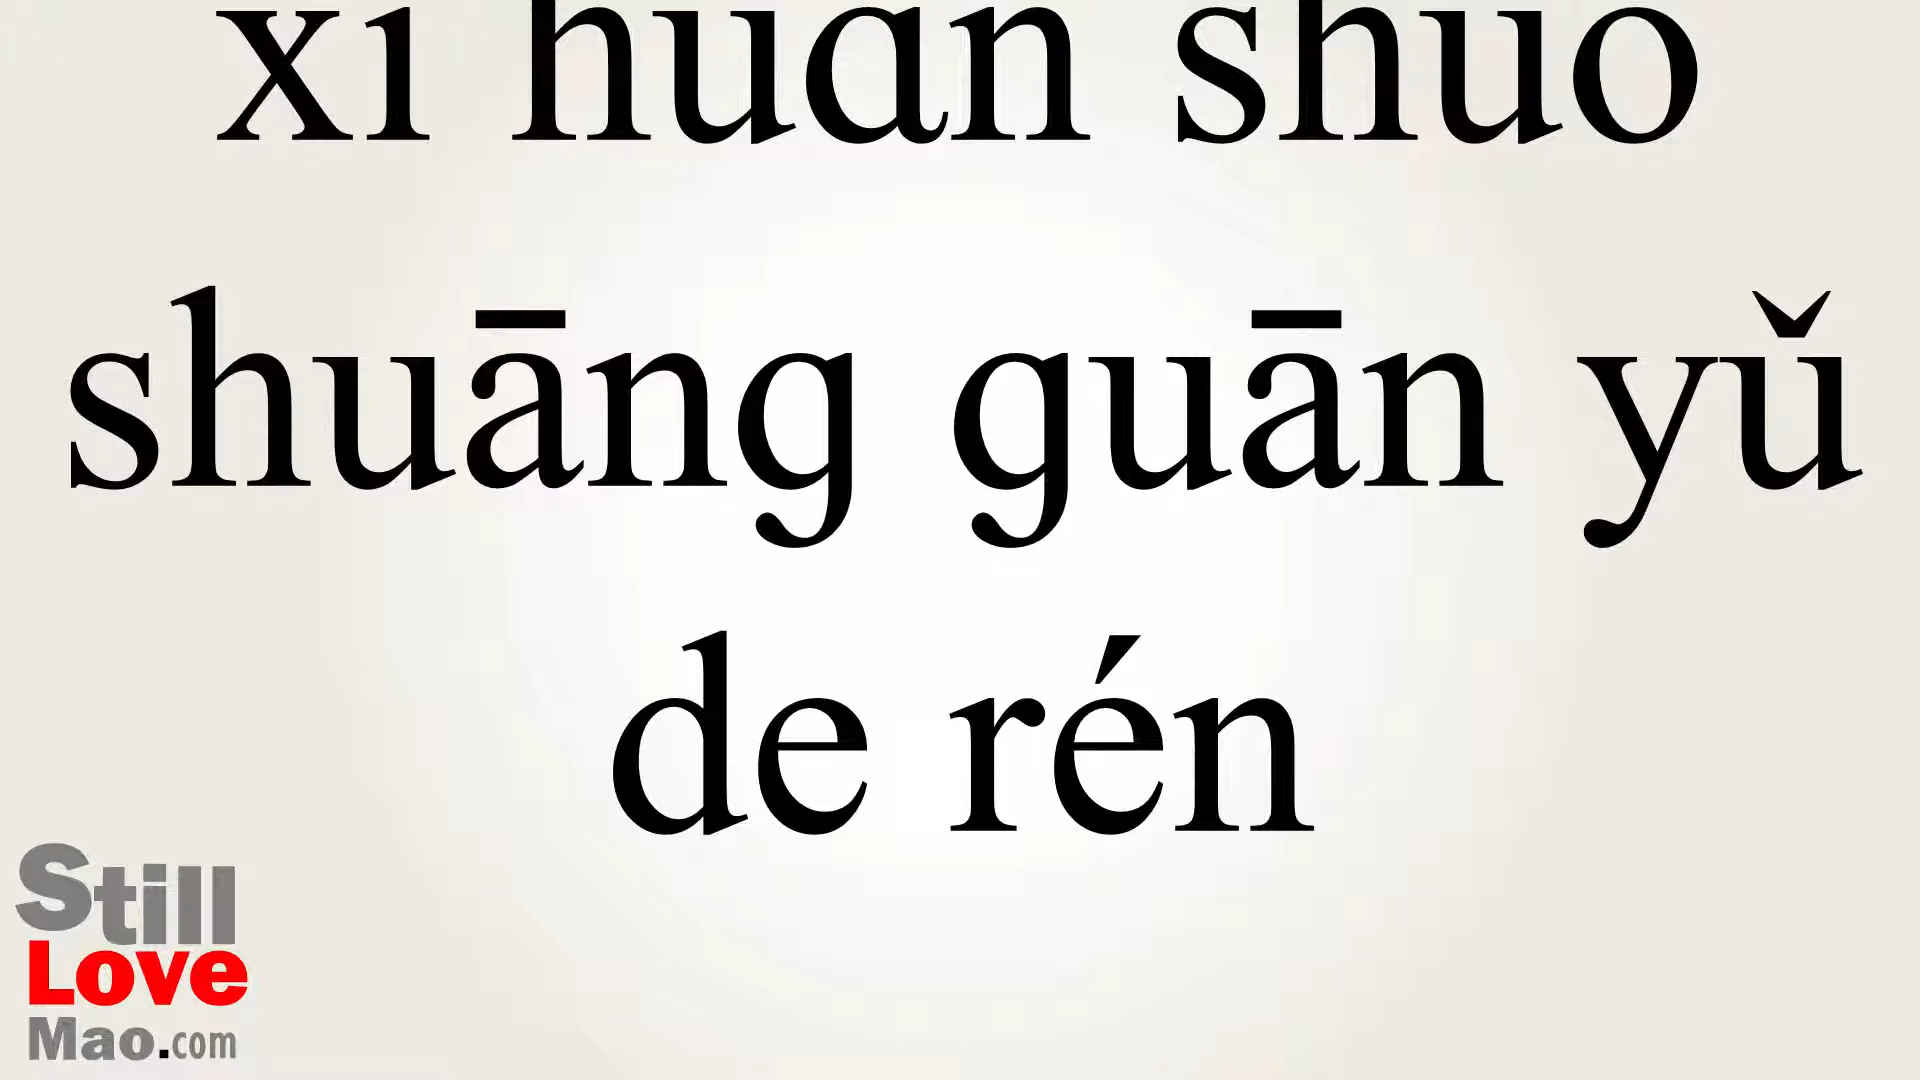 xi huan shuo
shuāng guān yǔ
de rén
Still
Love
Mao.com